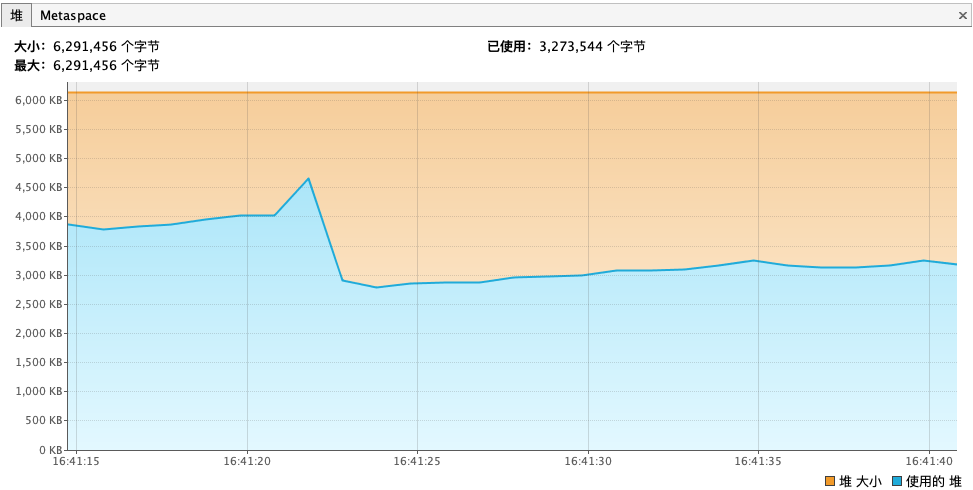 堆 Metaspace ×
大小: 6,291,456 个字节 已使用: 3,273,544 个字节
最大: 6,291,456 个字节
6,000 KB
5,500 KB
5,000 KB
4,500 KB
4,000 KB
3,500 KB
3,000 KB
2,500 KB
2,000 KB
1,500 KB
1,000 KB
500 KB
0 KB
16:41:15 16:41:20 16:41:25 16:41:30 16:41:35 16:41:40
堆 大小 使用的 堆